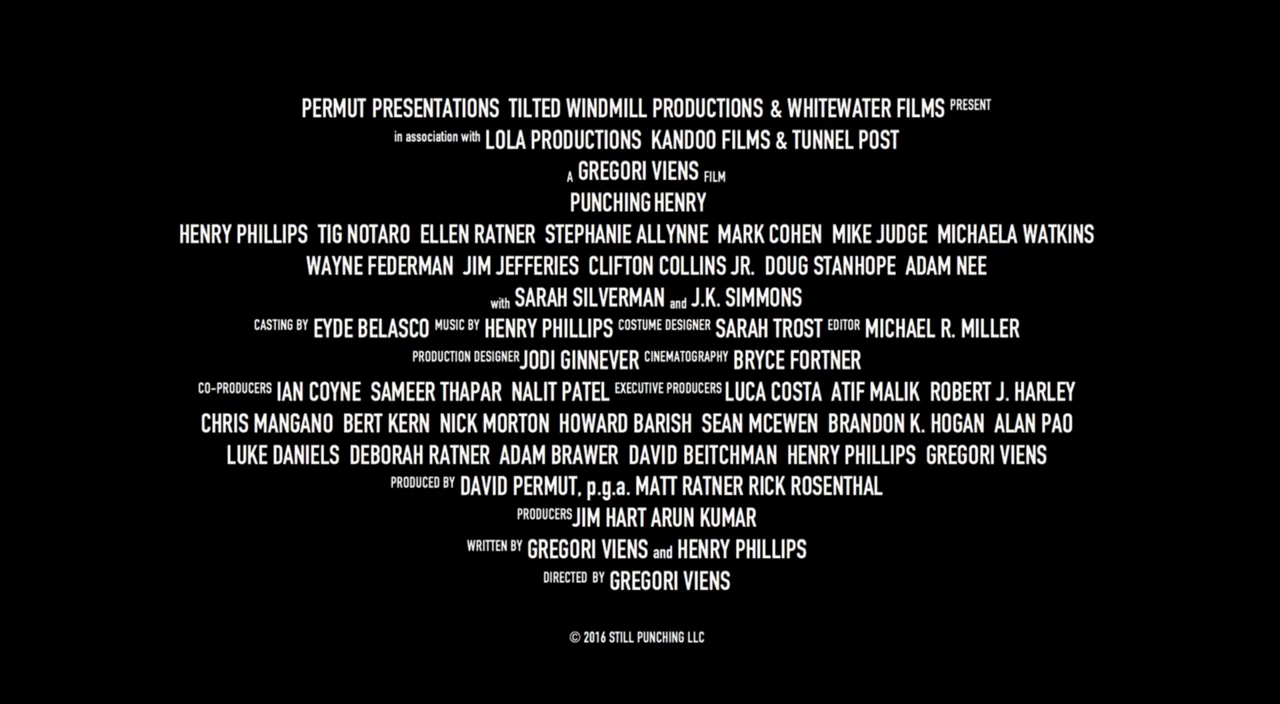 PERMUT PRESENTATIONS TILTED WINDMILL PRODUCTIONS & WHITEWATER FILMS PRESENT
in association with LOLA PRODUCTIONS KANDOO FILMS & TUNNEL POST
A GREGORI VIENS FILM
PUNCHING HENRY
HENRY PHILLIPS TIG NOTARO ELLEN RATNER STEPHANIE ALLYNNE MARK COHEN MIKE JUDGE MICHAELA WATKINS
WAYNE FEDERMAN JIM JEFFERIES CLIFTON COLLINS JR. DOUG STANHOPE ADAM NEE
with SARAH SILVERMAN and J.K. SIMMONS
CASTING BY EYDE BELASCO MUSIC BY HENRY PHILLIPS COSTUME DESIGNER SARAH TROST EDITOR MICHAEL R. MILLER
PRODUCTION DESIGNER JODI GINNEVER CINEMATOGRAPHY BRYCE FORTNER
CO-PRODUCERS IAN COYNE SAMEER THAPAR NALIT PATEL EXECUTIVE PRODUCERS LUCA COSTA ATIF MALIK ROBERT J. HARLEY
CHRIS MANGANO BERT KERN NICK MORTON HOWARD BARISH SEAN MCEWEN BRANDON K. HOGAN ALAN PAO
LUKE DANIELS DEBORAH RATNER ADAM BRAWER DAVID BEITCHMAN HENRY PHILLIPS GREGORI VIENS
PRODUCED BY DAVID PERMUT, p.g.a. MATT RATNER RICK ROSENTHAL
PRODUCERS JIM HART ARUN KUMAR
WRITTEN BY GREGORI VIENS and HENRY PHILLIPS
DIRECTED BY GREGORI VIENS
© 2016 STILL PUNCHING LLC